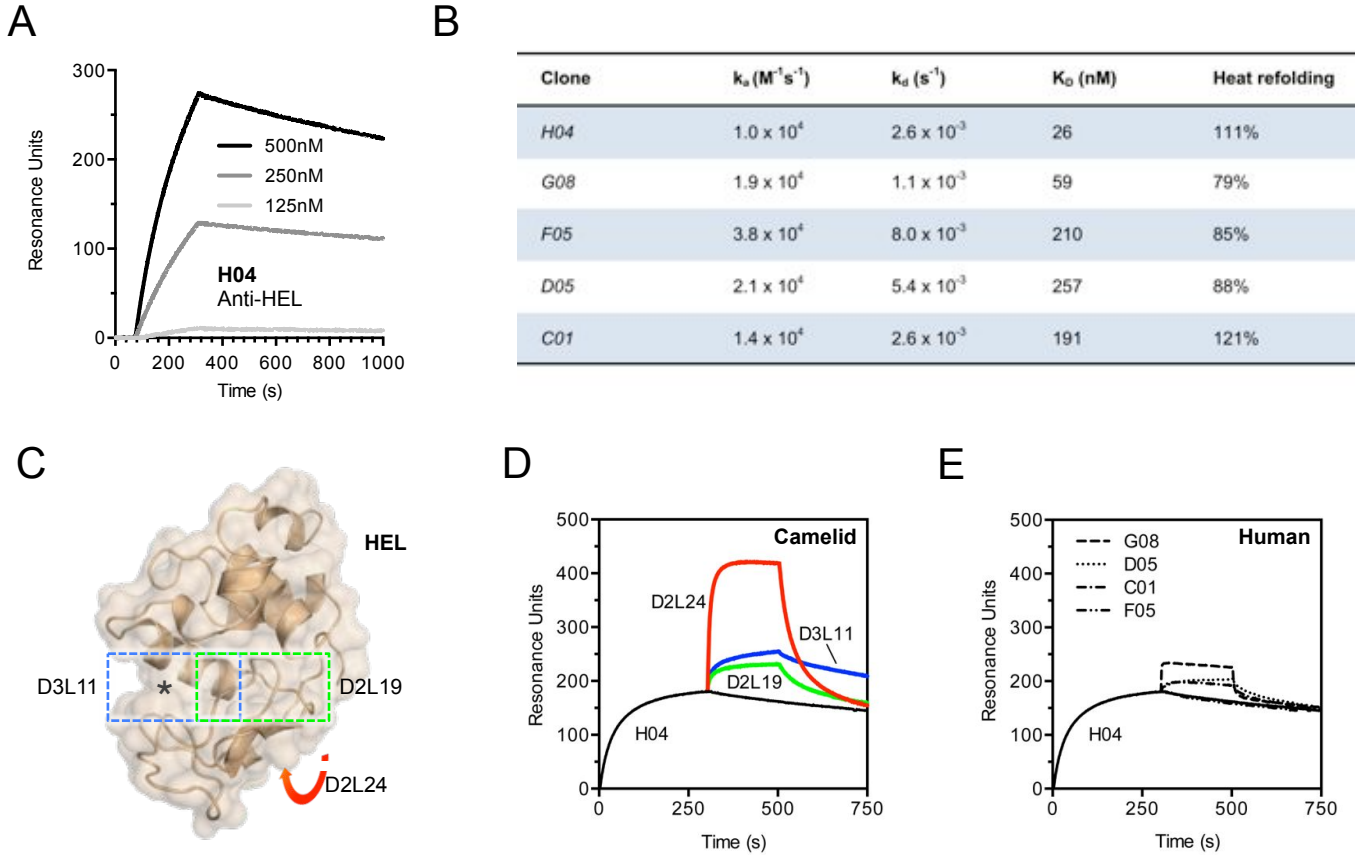 A
300
200
100
0
Resonance Units
500nM
250nM
125nM
H04
Anti-HEL
0 200 400 600 800 1000
Time (s)
B
Clone kₐ (M⁻¹s⁻¹) k_d (s⁻¹) K_D (nM) Heat refolding
H04 1.0 x 10⁴ 2.6 x 10⁻³ 26 111%
G08 1.9 x 10⁴ 1.1 x 10⁻³ 59 79%
F05 3.8 x 10⁴ 8.0 x 10⁻³ 210 85%
D05 2.1 x 10⁴ 5.4 x 10⁻³ 257 88%
C01 1.4 x 10⁴ 2.6 x 10⁻³ 191 121%
C
HEL
D3L11
*
D2L19
D2L24
D
500
400
300
200
100
0
Resonance Units
Camelid
D2L24
D3L11
D2L19
H04
0 250 500 750
Time (s)
E
500
400
300
200
100
0
Resonance Units
Human
G08
D05
C01
F05
H04
0 250 500 750
Time (s)